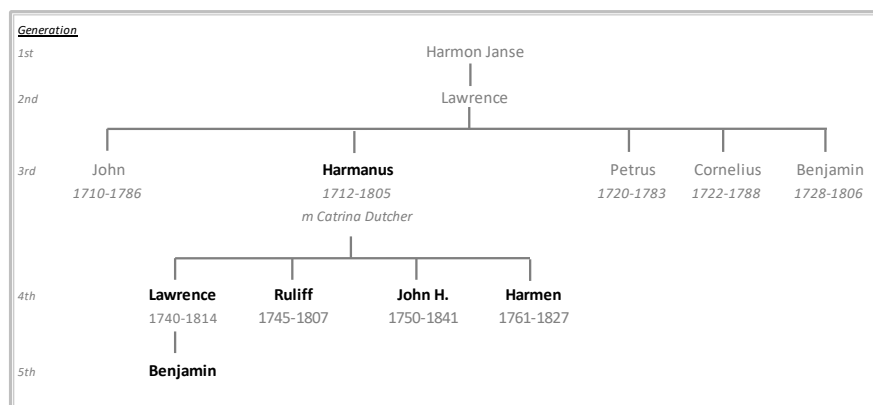 Generation
1st Harmon Janse
2nd Lawrence
3rd John Harmanus Petrus Cornelius Benjamin
1710-1786 1712-1805 1720-1783 1722-1788 1728-1806
m Catrina Dutcher
4th Lawrence Ruliff John H. Harmen
1740-1814 1745-1807 1750-1841 1761-1827
5th Benjamin